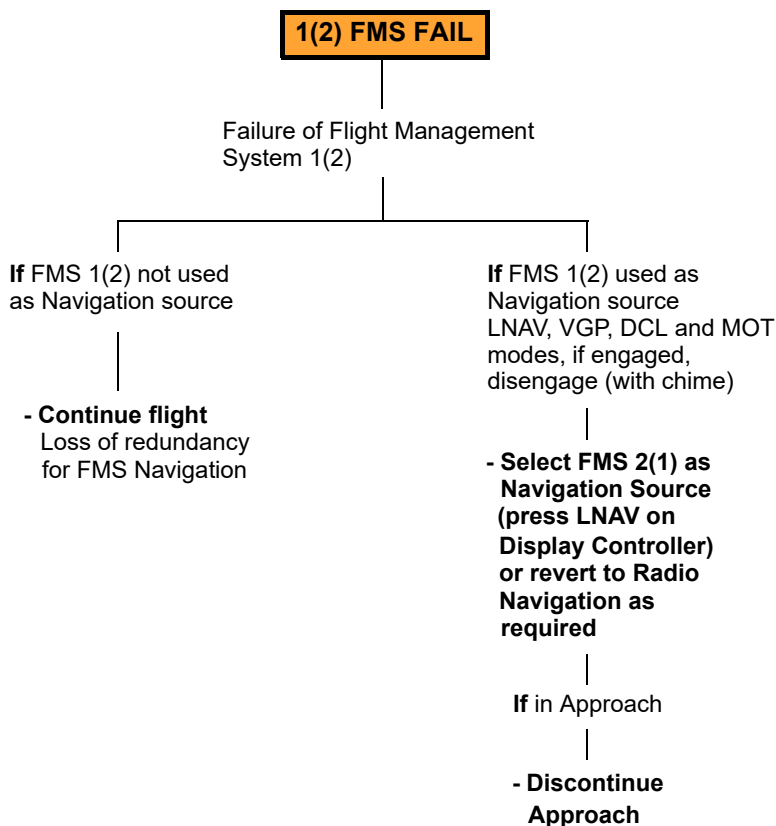 1(2) FMS FAIL
Failure of Flight Management
System 1(2)
If FMS 1(2) not used
as Navigation source
- Continue flight
Loss of redundancy
for FMS Navigation
If FMS 1(2) used as
Navigation source
LNAV, VGP, DCL and MOT
modes, if engaged,
disengage (with chime)
- Select FMS 2(1) as
Navigation Source
(press LNAV on
Display Controller)
or revert to Radio
Navigation as
required
If in Approach
- Discontinue
Approach